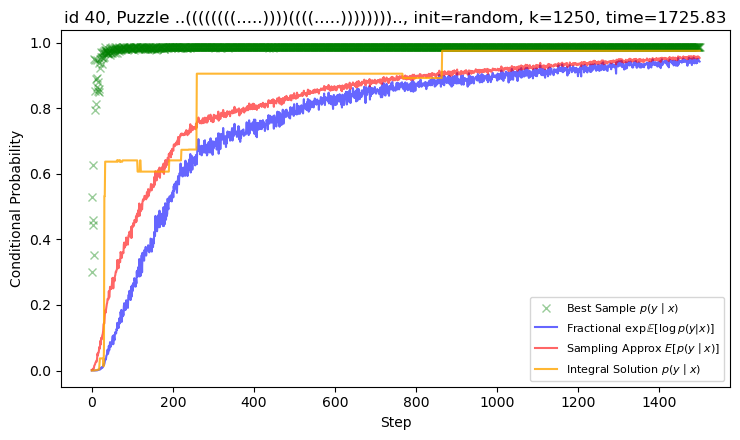 id 40, Puzzle ..((((((((.....))))((((.....)))))))).., init=random, k=1250, time=1725.83
Conditional Probability
1.0
0.8
0.6
0.4
0.2
0.0
Best Sample p(y | x)
Fractional exp 𝔼[log p(y|x)]
Sampling Approx E[p(y | x)]
Integral Solution p(y | x)
0 200 400 600 800 1000 1200 1400
Step